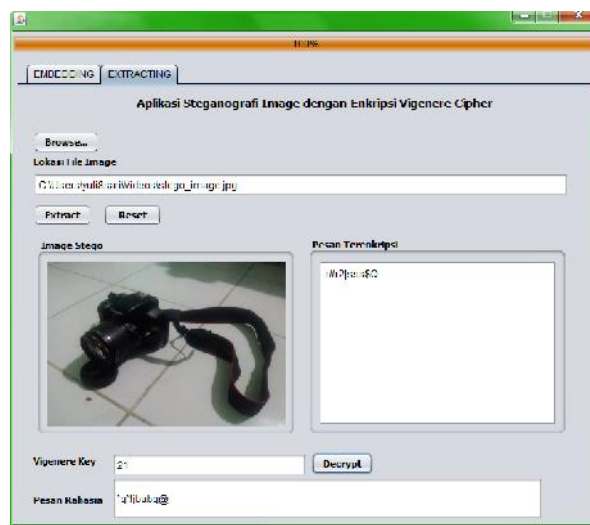 100%
EMBEDDING EXTRACTING
Aplikasi Steganografi Image dengan Enkripsi Vigenere Cipher
Browse...
Lokasi File Image
Extract Reset
Image Stego Pesan Terenkripsi
Vigenere Key 21 Decrypt
Pesan Rahasia